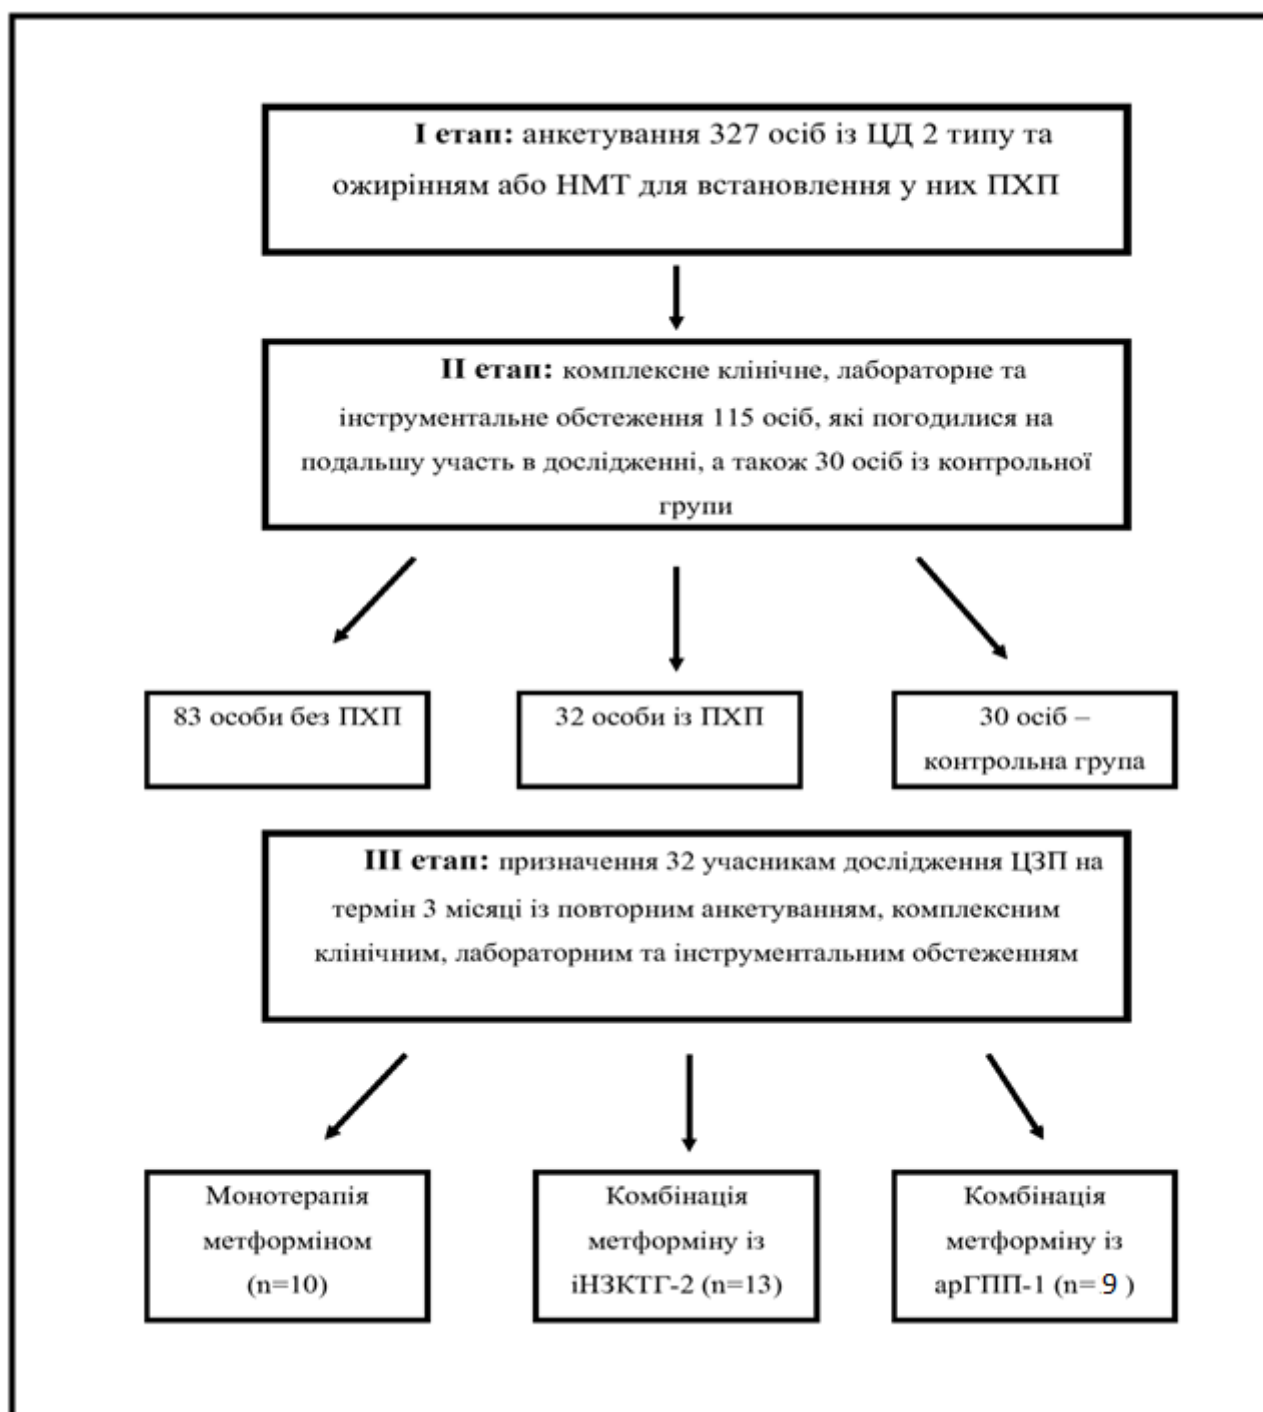 I етап: анкетування 327 осіб із ЦД 2 типу та
ожирінням або НМТ для встановлення у них ПХП
II етап: комплексне клінічне, лабораторне та
інструментальне обстеження 115 осіб, які погодилися на
подальшу участь в дослідженні, а також 30 осіб із контрольної
групи
83 особи без ПХП
32 особи із ПХП
30 осіб –
контрольна група
III етап: призначення 32 учасникам дослідження ЦЗП на
термін 3 місяці із повторним анкетуванням, комплексним
клінічним, лабораторним та інструментальним обстеженням
Монотерапія
метформіном
(n=10)
Комбінація
метформіну із
іНЗКТГ-2 (n=13)
Комбінація
метформіну із
арГПП-1 (n= 9 )